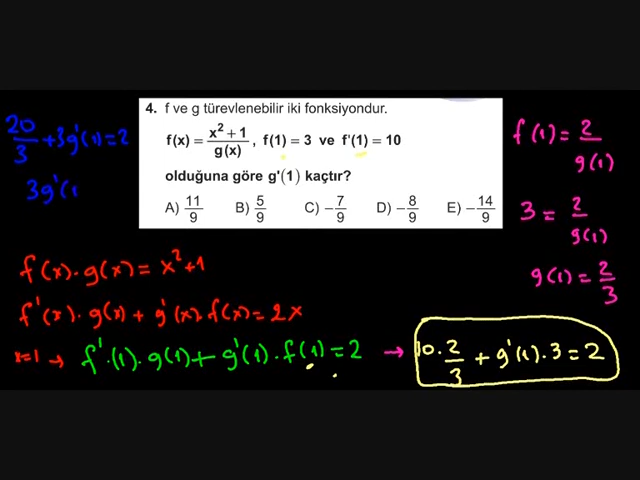 4. f ve g türevlenebilir iki fonksiyondur.
f(x) = (x² + 1)/g(x) , f(1) = 3 ve f'(1) = 10
olduğuna göre g'(1) kaçtır?
A) 11/9 B) 5/9 C) −7/9 D) −8/9 E) −14/9
20/3 + 3g'(1) = 2
3g'(1
f(1) = 2/g(1)
3 = 2/g(1)
g(1) = 2/3
f(x) · g(x) = x² + 1
f'(x) · g(x) + g'(x) · f(x) = 2x
x=1 → f'·(1) · g(1) + g'(1) · f(1) = 2 → 10 · 2/3 + g'(1) · 3 = 2